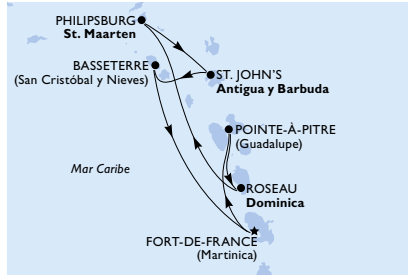 PHILIPSBURG
St. Maarten
BASSETERRE
(San Cristóbal y Nieves)
ST. JOHN'S
Antigua y Barbuda
POINTE-À-PITRE
(Guadalupe)
Mar Caribe
ROSEAU
Dominica
FORT-DE-FRANCE
(Martinica)